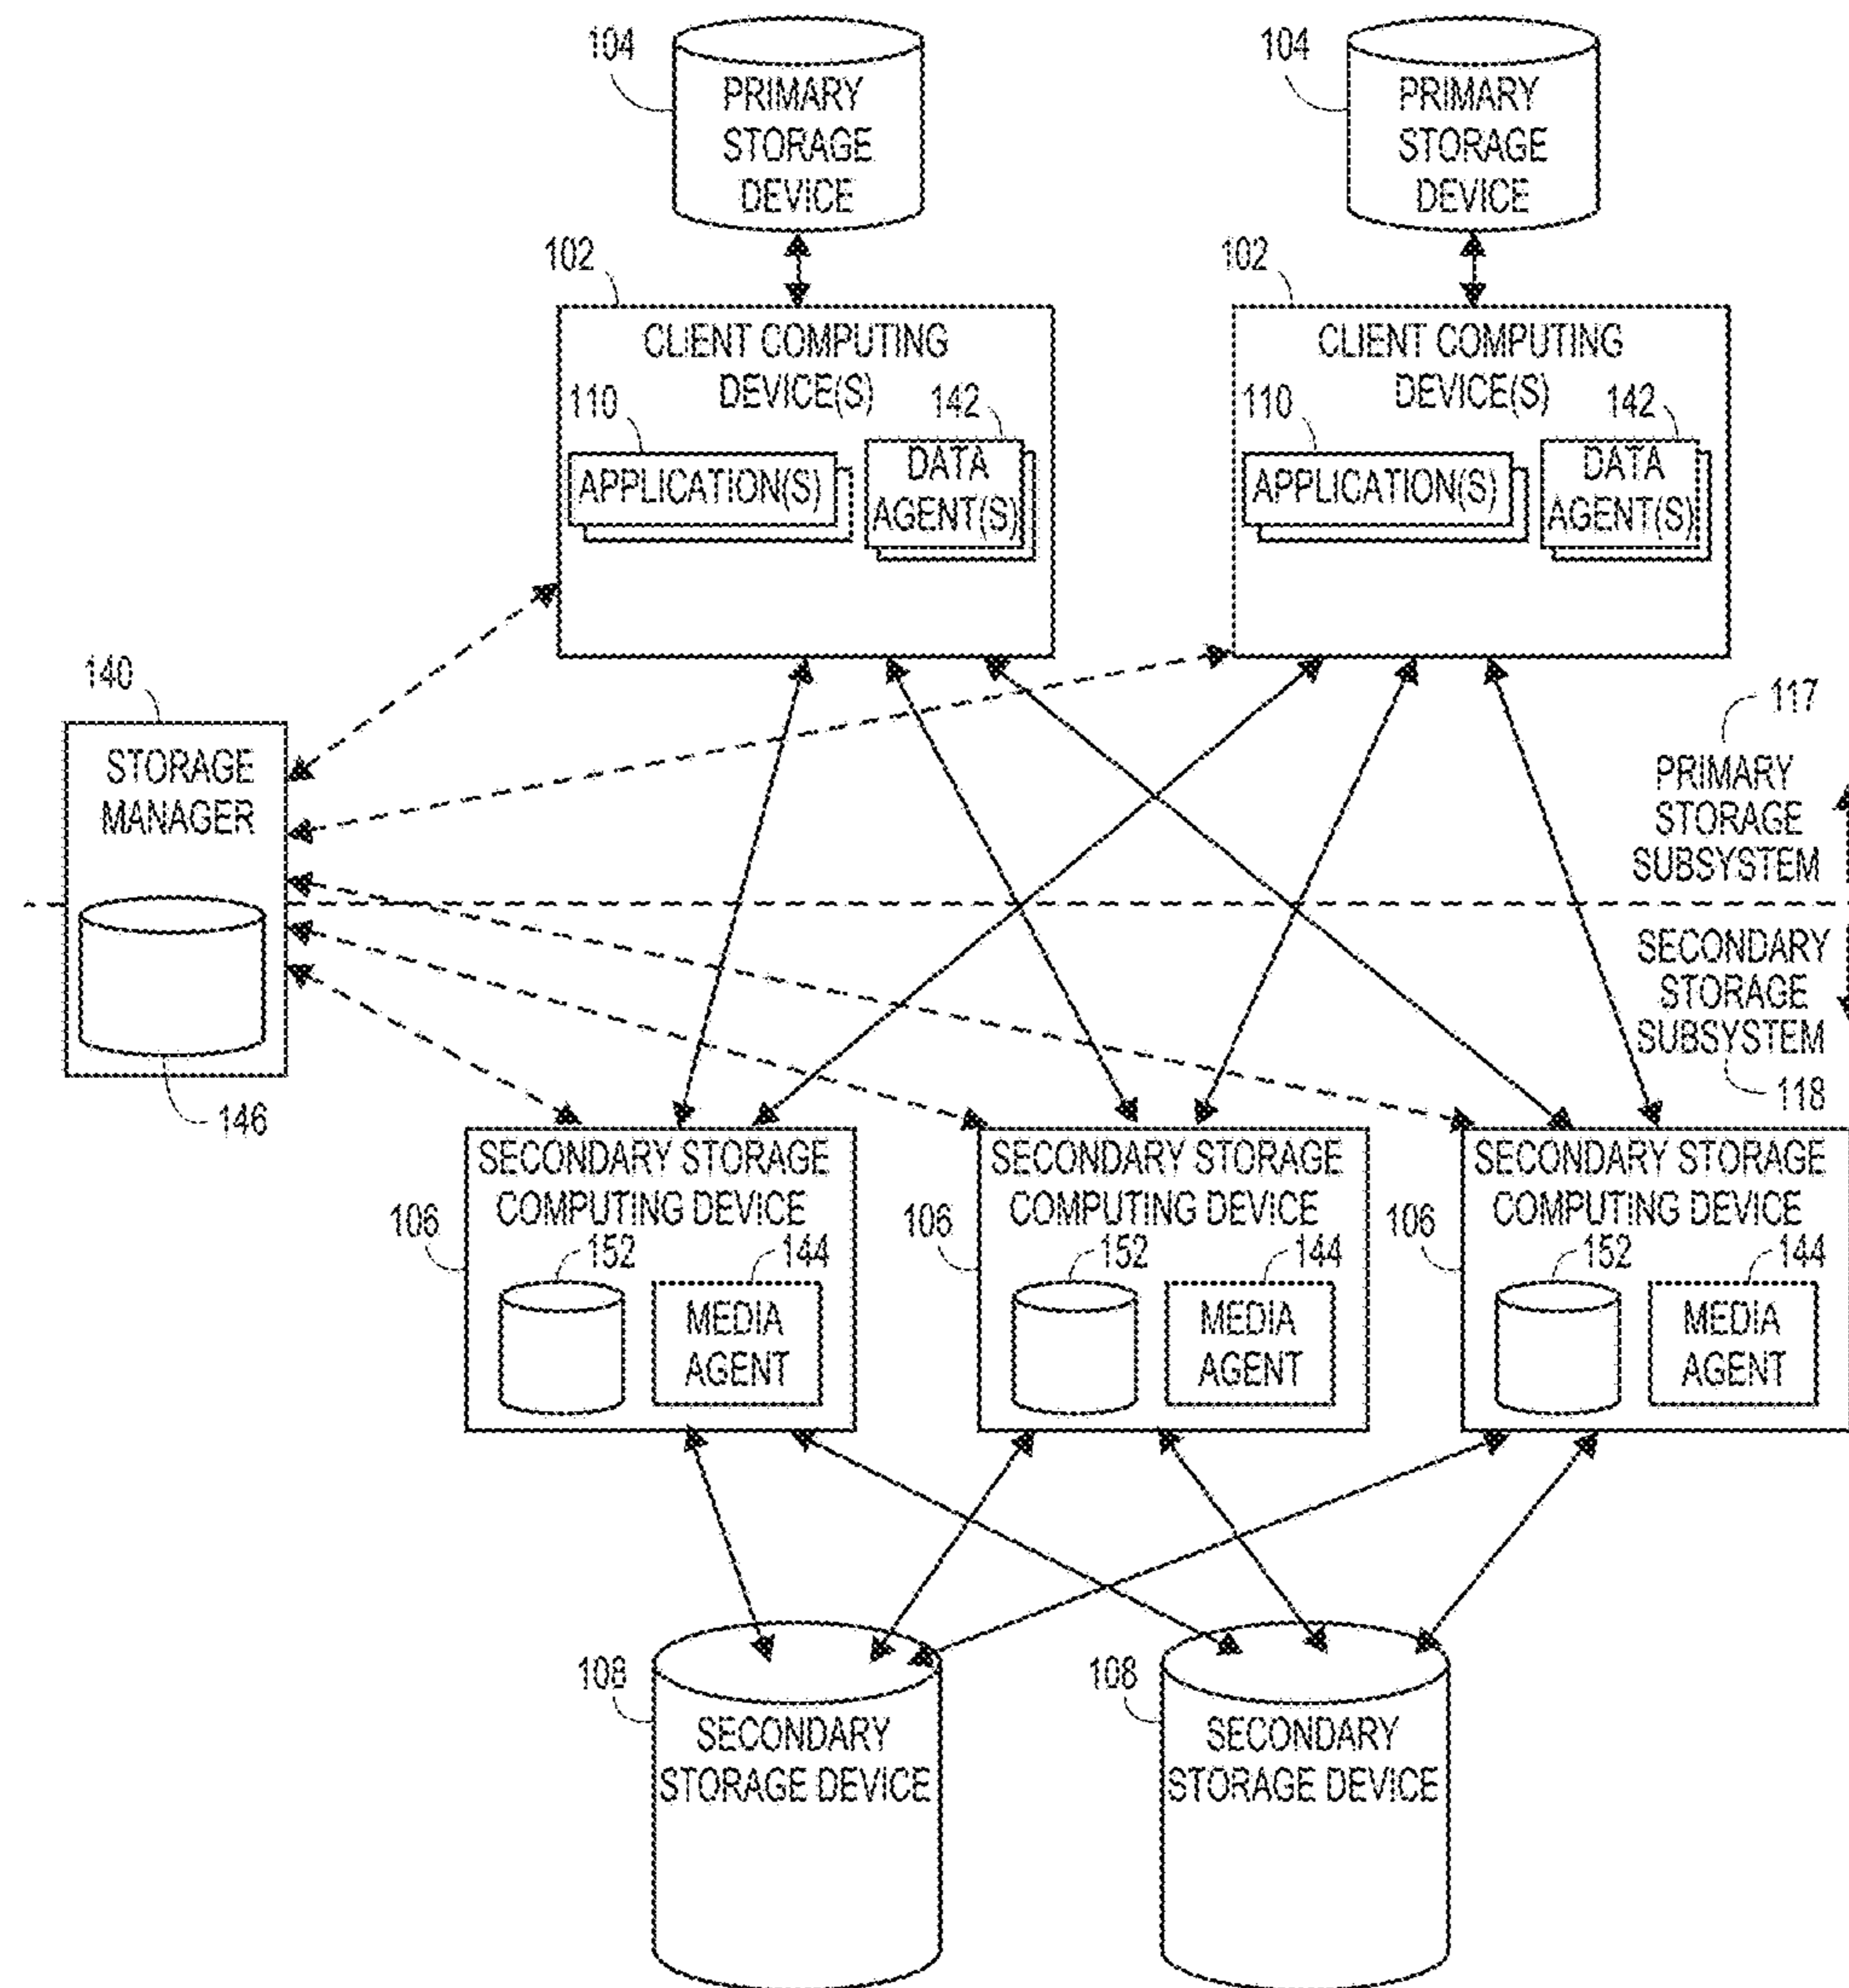 104
PRIMARY
STORAGE
DEVICE
104
PRIMARY
STORAGE
DEVICE
102
CLIENT COMPUTING
DEVICE(S)
110
142
APPLICATION(S)
DATA
AGENT(S)
102
CLIENT COMPUTING
DEVICE(S)
110
142
APPLICATION(S)
DATA
AGENT(S)
140
STORAGE
MANAGER
146
117
PRIMARY
STORAGE
SUBSYSTEM
SECONDARY
STORAGE
SUBSYSTEM
118
SECONDARY STORAGE
COMPUTING DEVICE
106
152
144
MEDIA
AGENT
SECONDARY STORAGE
COMPUTING DEVICE
106
152
144
MEDIA
AGENT
SECONDARY STORAGE
COMPUTING DEVICE
106
152
144
MEDIA
AGENT
108
SECONDARY
STORAGE DEVICE
108
SECONDARY
STORAGE DEVICE